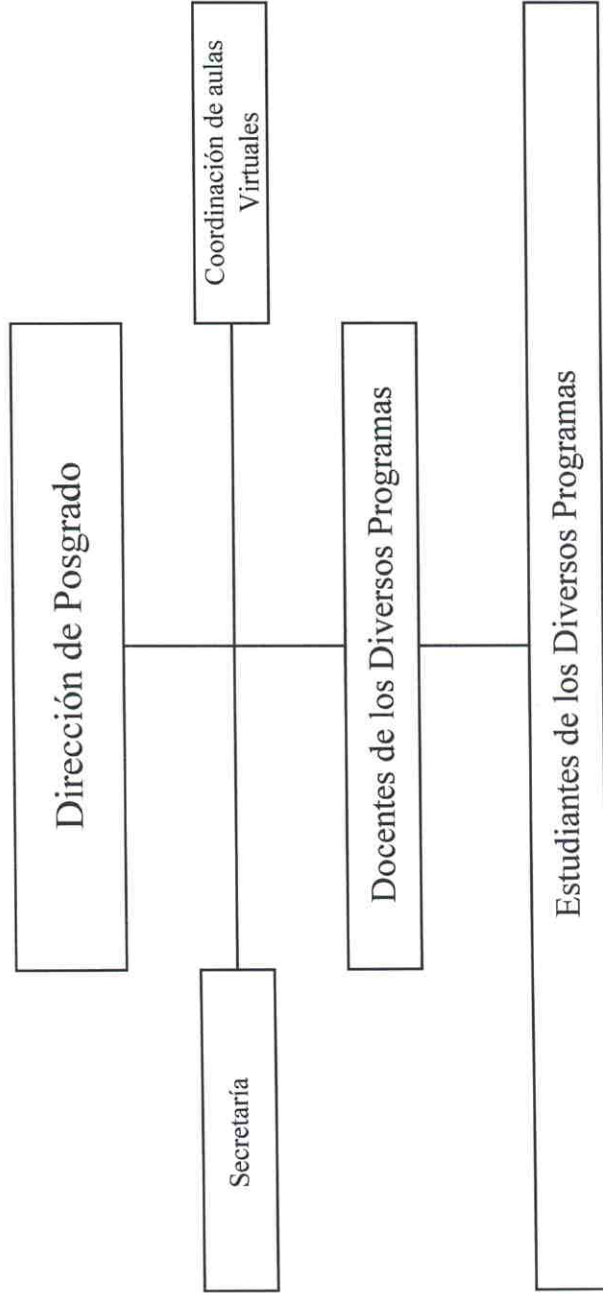 Dirección de Posgrado
Secretaría
Coordinación de aulas
Virtuales
Docentes de los Diversos Programas
Estudiantes de los Diversos Programas